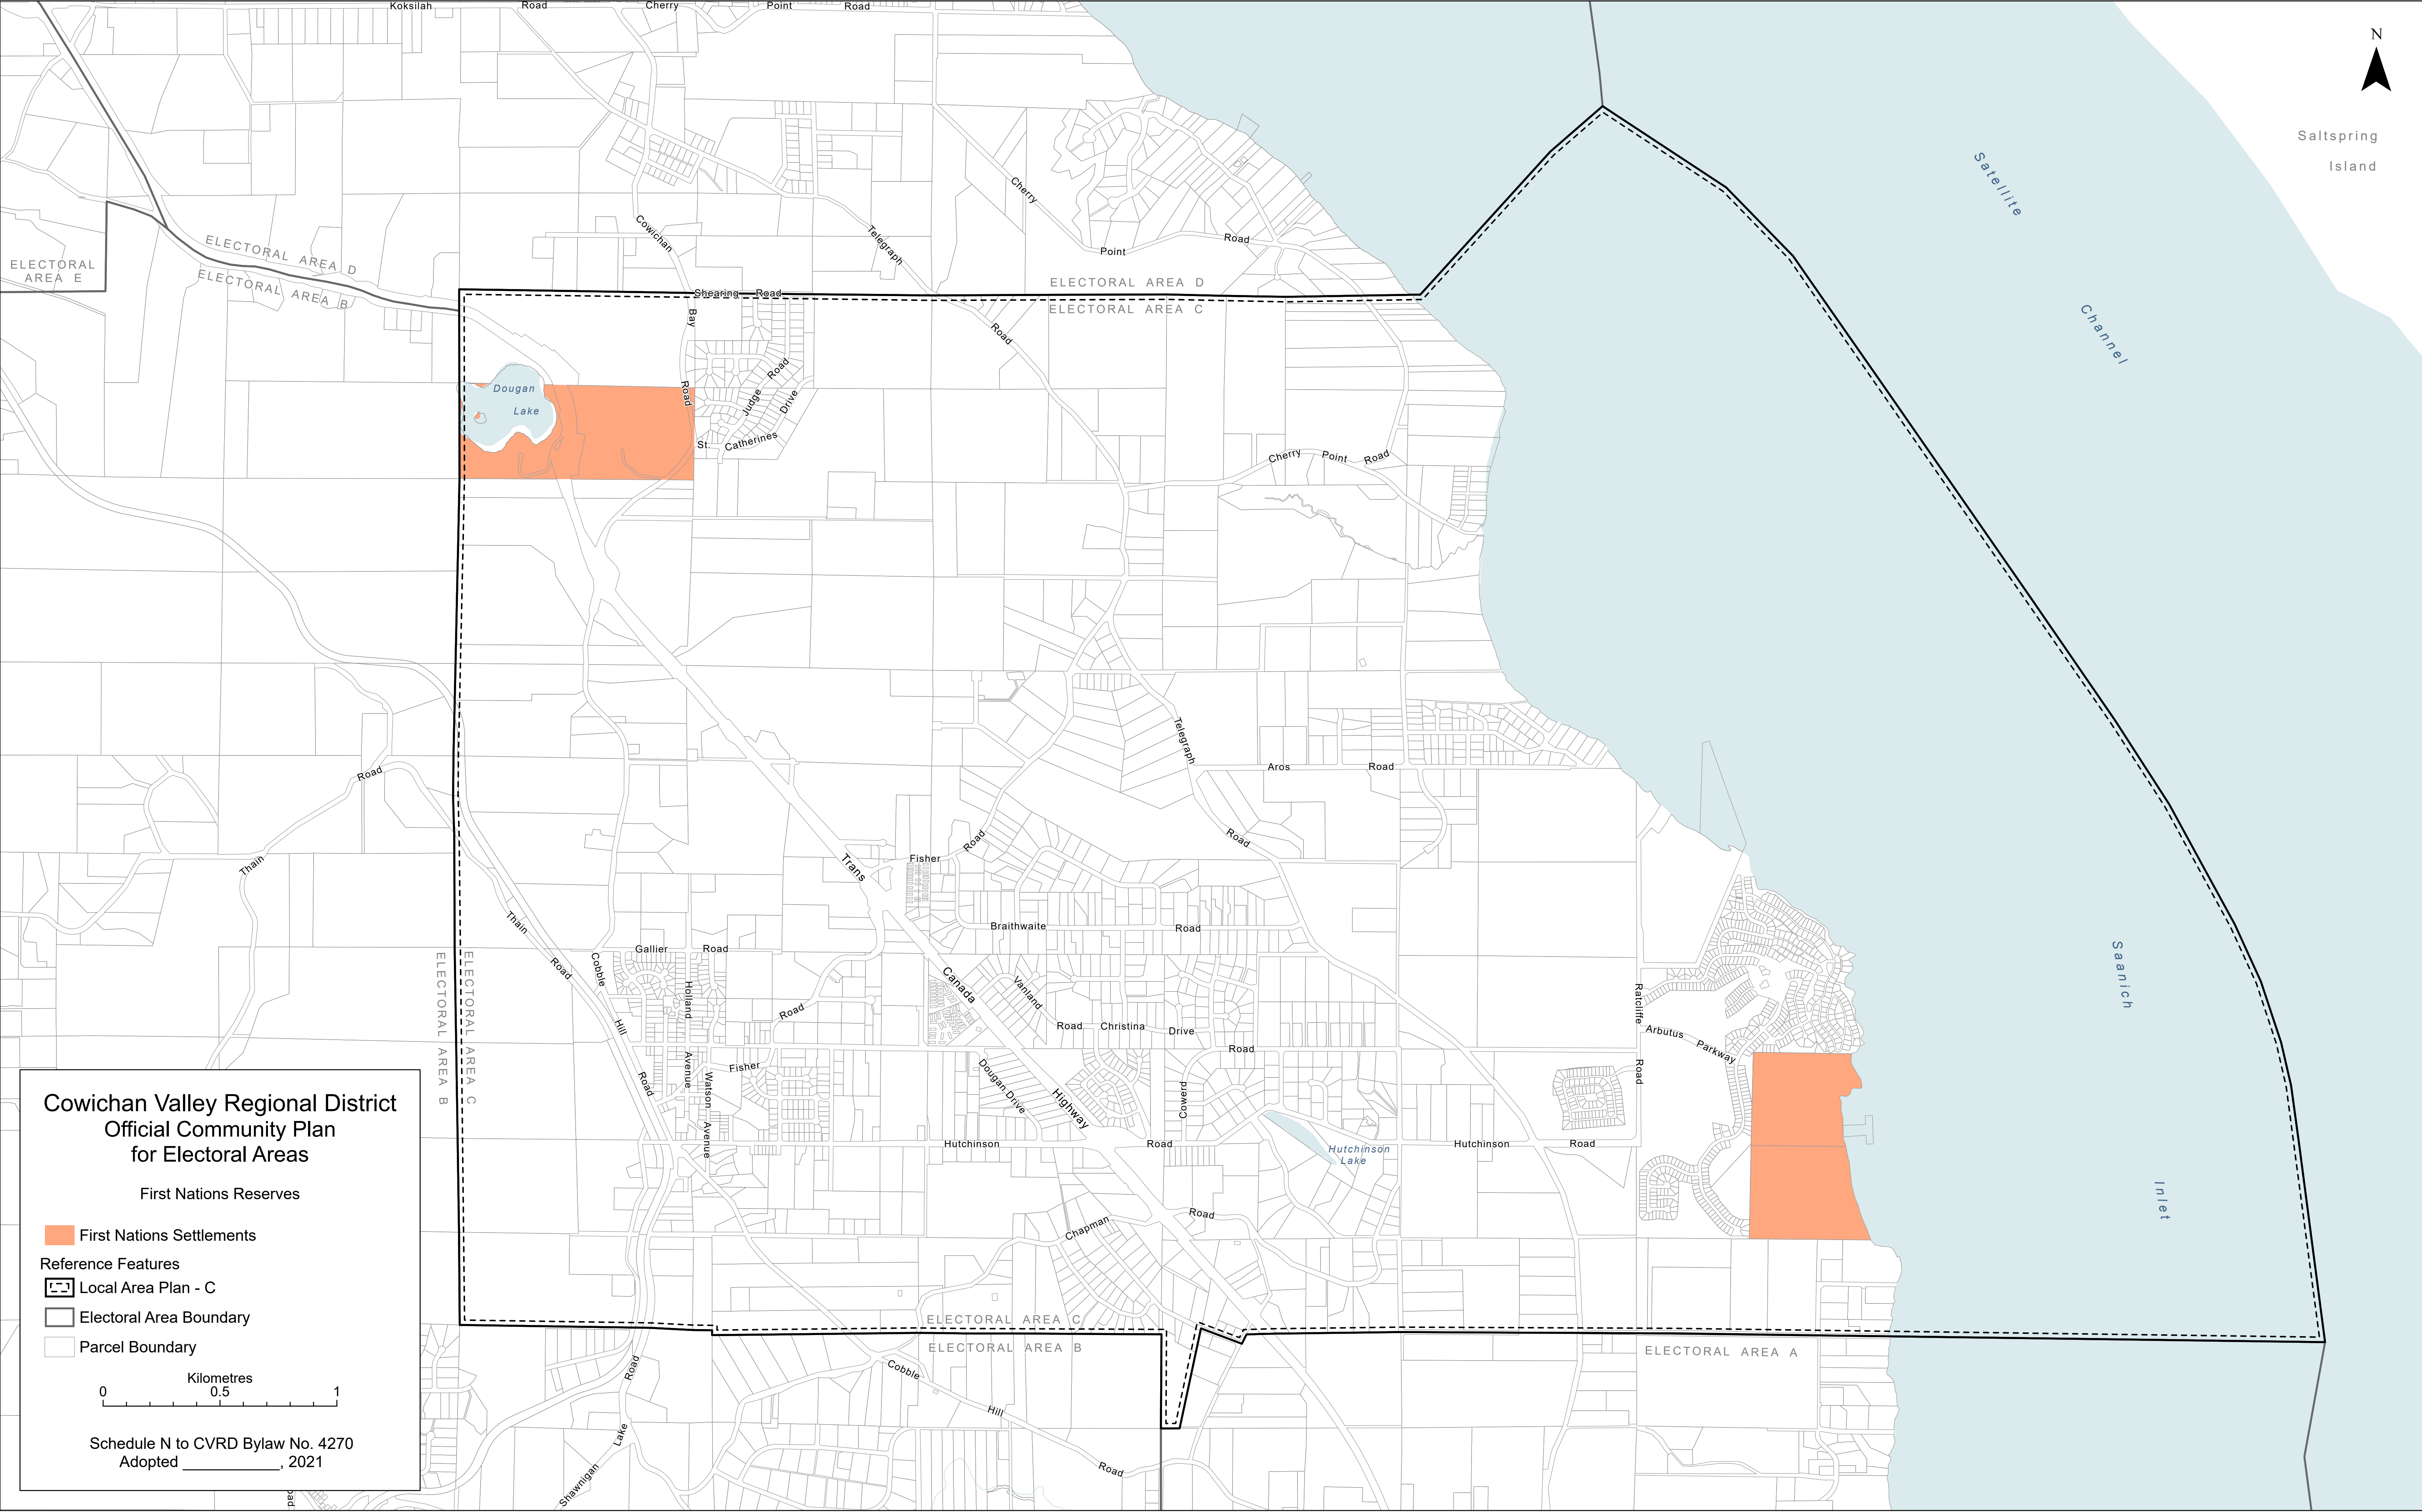 Koksilah Road Cherry Point Road
N
Saltspring
Island
Satellite
Channel
Cherry
Point
Road
Cowichan
Telegraph
ELECTORAL AREA D
ELECTORAL AREA B
ELECTORAL
AREA E
ELECTORAL AREA D
ELECTORAL AREA C
Shearing Road
Bay
Road
Road
Dougan
Lake
Judge
Road
Drive
St. Catherines
Cherry Point Road
Telegraph
Road
Aros Road
Road
Thain
Thain
Road
Trans
Canada
Highway
Fisher
Road
Braithwaite Road
Gallier Road
Cobble
Hill
Road
Holland
Avenue
Watson
Avenue
Fisher
Road
Vanland
Road
Christina Drive
Road
Dougan Drive
Coward
Ratcliffe
Road
Arbutus
Parkway
Saanich
Inlet
ELECTORAL AREA B
ELECTORAL AREA C
Hutchinson Road
Hutchinson
Lake
Hutchinson Road
Chapman
Road
ELECTORAL AREA C
ELECTORAL AREA B
ELECTORAL AREA A
Cobble
Hill
Road
Shawnigan
Lake
Road
oad
Cowichan Valley Regional District
Official Community Plan
for Electoral Areas
First Nations Reserves
First Nations Settlements
Reference Features
Local Area Plan - C
Electoral Area Boundary
Parcel Boundary
Kilometres
0 0.5 1
Schedule N to CVRD Bylaw No. 4270
Adopted ____________, 2021